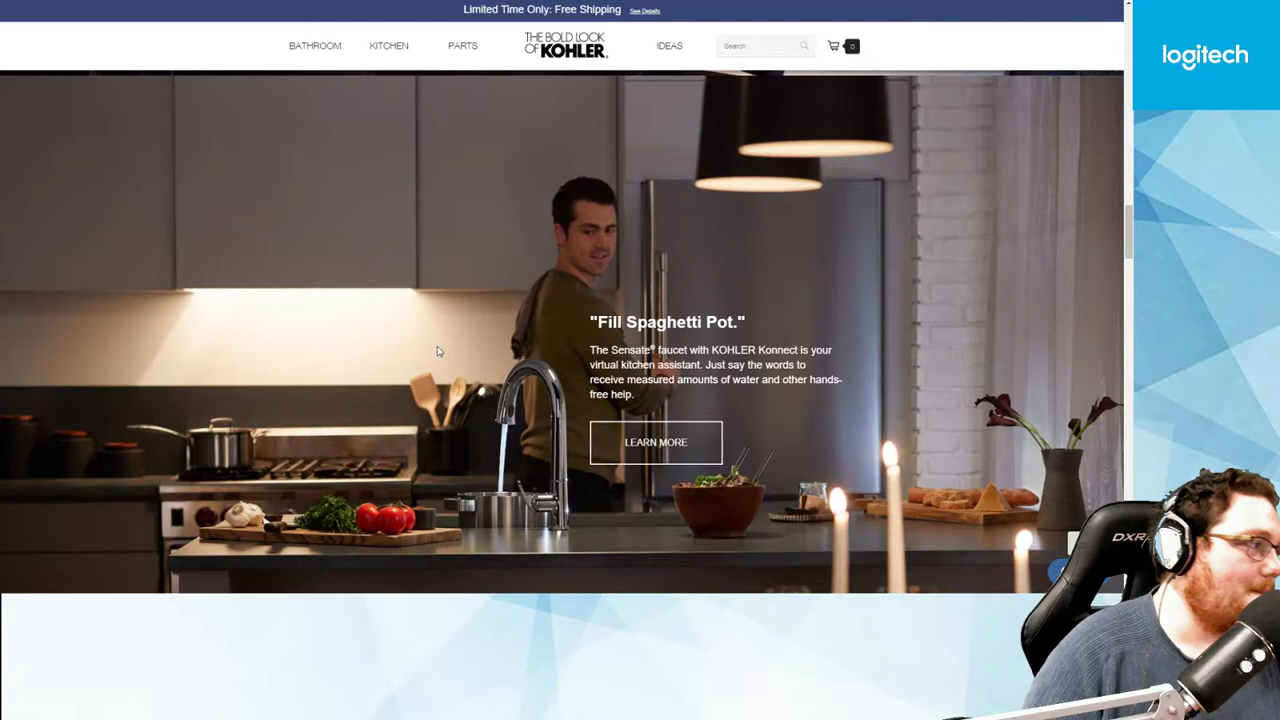 Limited Time Only: Free Shipping See Details
BATHROOM KITCHEN PARTS THE BOLD LOOK OF KOHLER® IDEAS Search 0
logitech
"Fill Spaghetti Pot."
The Sensate® faucet with KOHLER Konnect is your
virtual kitchen assistant. Just say the words to
receive measured amounts of water and other hands-
free help.
LEARN MORE